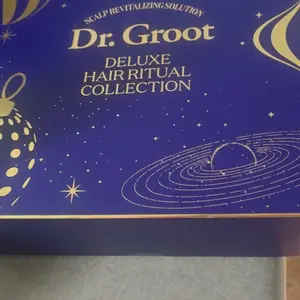 SCALP REVITALIZING SOLUTION
Dr. Groot
DELUXE
HAIR RITUAL
COLLECTION